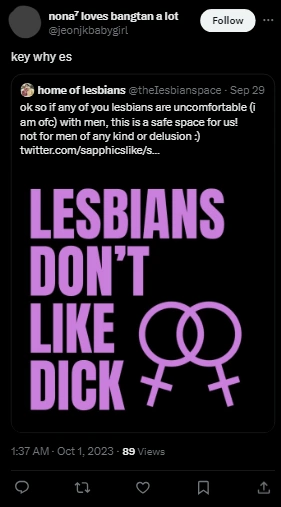 nona⁷ loves bangtan a lot
Follow
@jeonjkbabygirl
key why es
home of lesbians @thelesbianspace · Sep 29
ok so if any of you lesbians are uncomfortable (i
am ofc) with men, this is a safe space for us!
not for men of any kind or delusion :)
twitter.com/sapphicslike/s...
LESBIANS
DON'T
LIKE
DICK
1:37 AM · Oct 1, 2023 · 89 Views